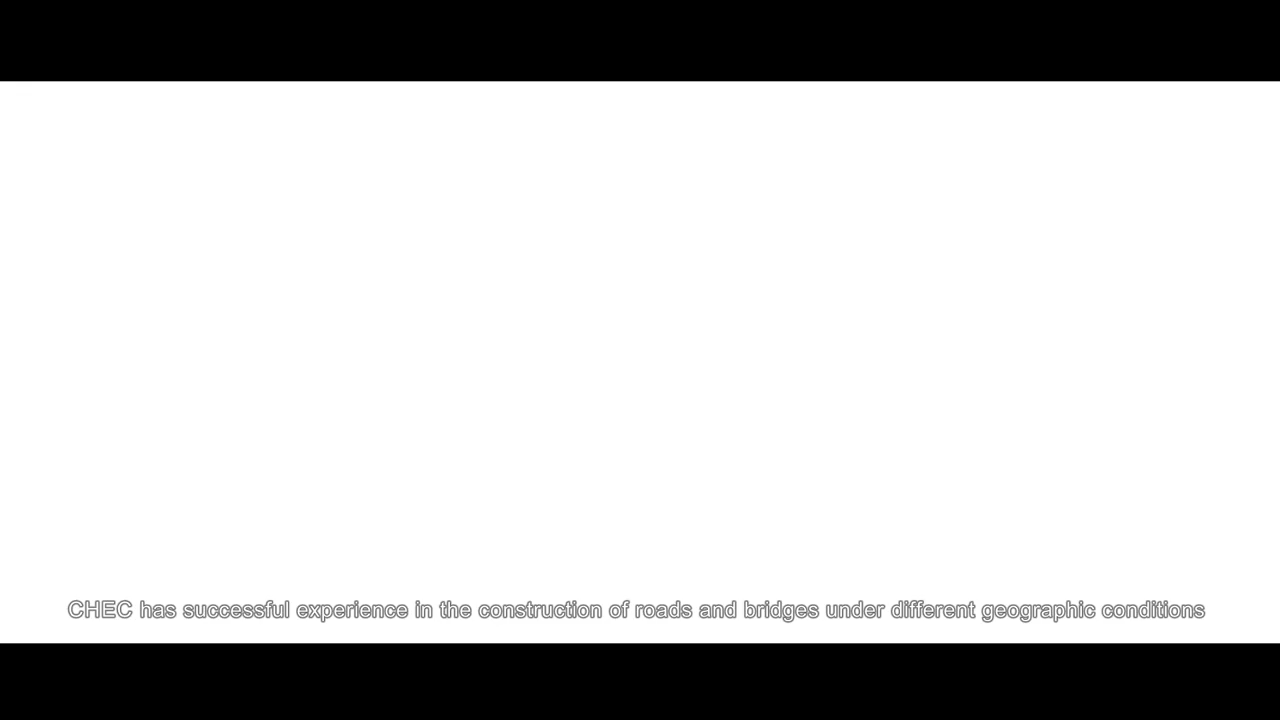 CHEC has successful experience in the construction of roads and bridges under different geographic conditions